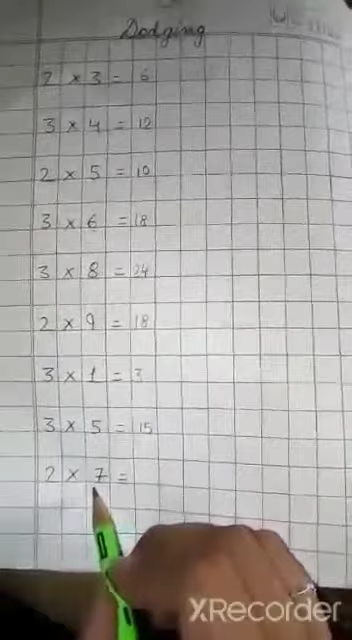 Dodging
2 × 3 = 6
3 × 4 = 12
2 × 5 = 10
3 × 6 = 18
3 × 8 = 24
2 × 9 = 18
3 × 1 = 3
3 × 5 = 15
2 × 7 =
XRecorder